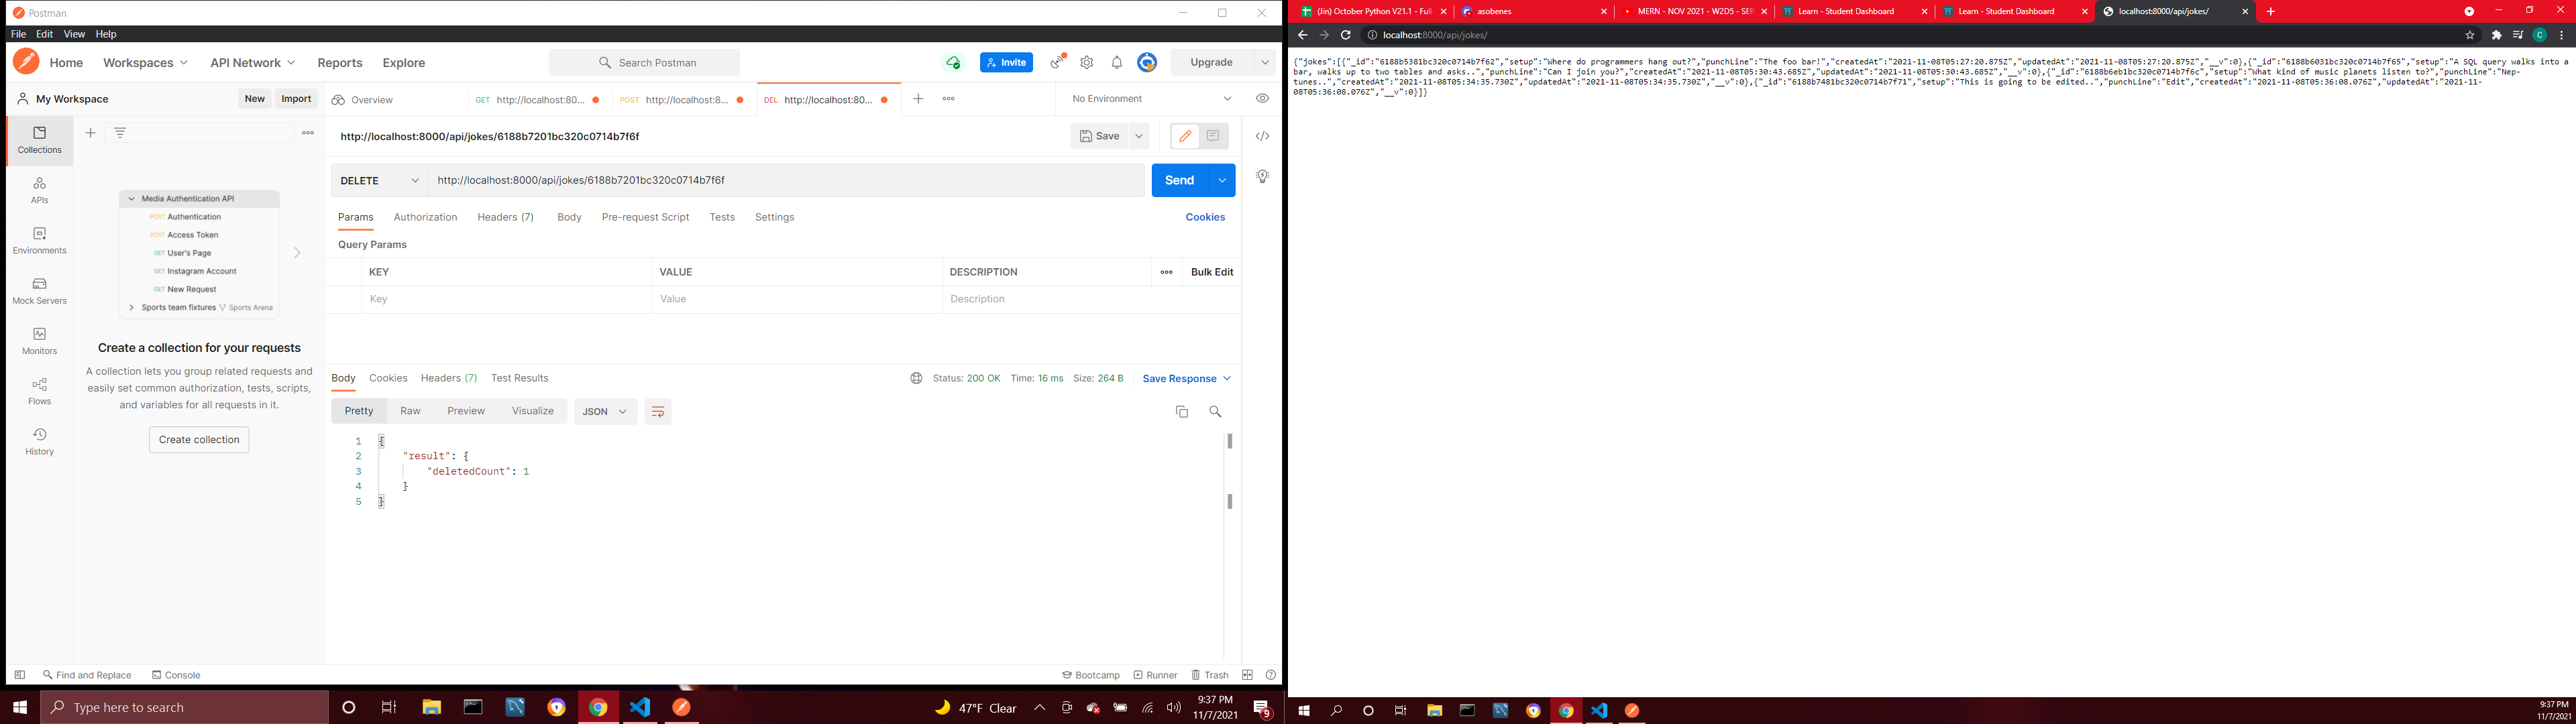 Postman
File Edit View Help
Home Workspaces API Network Reports Explore
Search Postman
Invite
Upgrade
My Workspace
New Import
Overview
GET http://localhost:80...
POST http://localhost:8...
DEL http://localhost:80...
No Environment
Collections
APIs
Environments
Mock Servers
Monitors
Flows
History
Media Authentication API
POST Authentication
POST Access Token
GET User's Page
GET Instagram Account
GET New Request
Sports team fixtures Sports Arena
Create a collection for your requests
A collection lets you group related requests and
easily set common authorization, tests, scripts,
and variables for all requests in it.
Create collection
http://localhost:8000/api/jokes/6188b7201bc320c0714b7f6f
Save
DELETE http://localhost:8000/api/jokes/6188b7201bc320c0714b7f6f
Send
Params Authorization Headers (7) Body Pre-request Script Tests Settings
Cookies
Query Params
KEY VALUE DESCRIPTION Bulk Edit
Key Value Description
Body Cookies Headers (7) Test Results
Status: 200 OK Time: 16 ms Size: 264 B Save Response
Pretty Raw Preview Visualize JSON
1 {
2 "result": {
3 "deletedCount": 1
4 }
5 }
Find and Replace Console
Bootcamp Runner Trash
Type here to search
47°F Clear
9:37 PM
11/7/2021
9
(Jin) October Python V21.1 - Full
asobenes
MERN - NOV 2021 - W2D5 - SER
Learn - Student Dashboard
Learn - Student Dashboard
localhost:8000/api/jokes/
localhost:8000/api/jokes/
C
{"jokes":[{"_id":"6188b5381bc320c0714b7f62","setup":"Where do programmers hang out?","punchLine":"The foo bar!","createdAt":"2021-11-08T05:27:20.875Z","updatedAt":"2021-11-08T05:27:20.875Z","__v":0},{"_id":"6188b6031bc320c0714b7f65","setup":"A SQL query walks into a
bar, walks up to two tables and asks..","punchLine":"Can I join you?","createdAt":"2021-11-08T05:30:43.685Z","updatedAt":"2021-11-08T05:30:43.685Z","__v":0},{"_id":"6188b6eb1bc320c0714b7f6c","setup":"What kind of music planets listen to?","punchLine":"Nep-
tunes..","createdAt":"2021-11-08T05:34:35.730Z","updatedAt":"2021-11-08T05:34:35.730Z","__v":0},{"_id":"6188b7481bc320c0714b7f71","setup":"This is going to be edited..","punchLine":"Edit","createdAt":"2021-11-08T05:36:08.076Z","updatedAt":"2021-11-
08T05:36:08.076Z","__v":0}]}
9:37 PM
11/7/2021